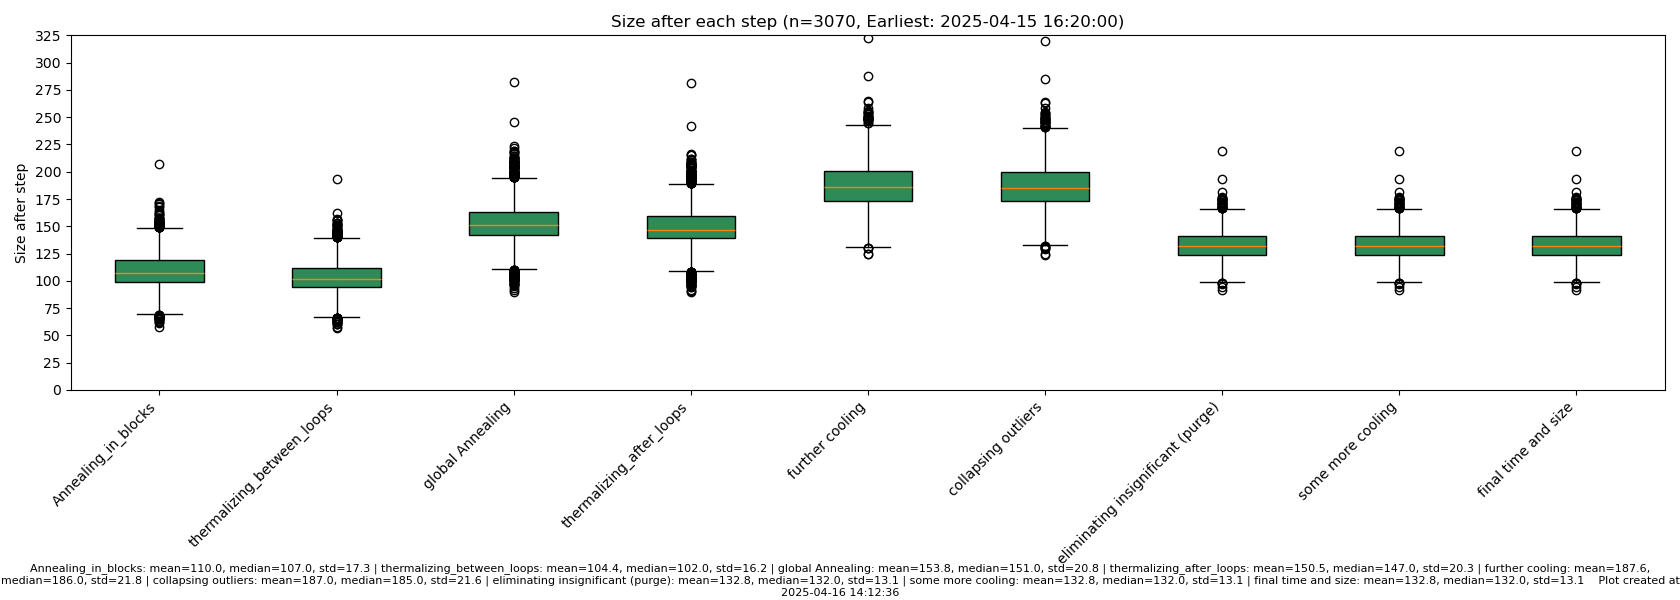 Size after each step (n=3070, Earliest: 2025-04-15 16:20:00)
325
300
275
250
225
200
175
150
125
100
75
50
25
0
Size after step
Annealing_in_blocks
thermalizing_between_loops
global Annealing
thermalizing_after_loops
further cooling
collapsing outliers
eliminating insignificant (purge)
some more cooling
final time and size
Annealing_in_blocks: mean=110.0, median=107.0, std=17.3 | thermalizing_between_loops: mean=104.4, median=102.0, std=16.2 | global Annealing: mean=153.8, median=151.0, std=20.8 | thermalizing_after_loops: mean=150.5, median=147.0, std=20.3 | further cooling: mean=187.6,
median=186.0, std=21.8 | collapsing outliers: mean=187.0, median=185.0, std=21.6 | eliminating insignificant (purge): mean=132.8, median=132.0, std=13.1 | some more cooling: mean=132.8, median=132.0, std=13.1 | final time and size: mean=132.8, median=132.0, std=13.1    Plot created at
2025-04-16 14:12:36